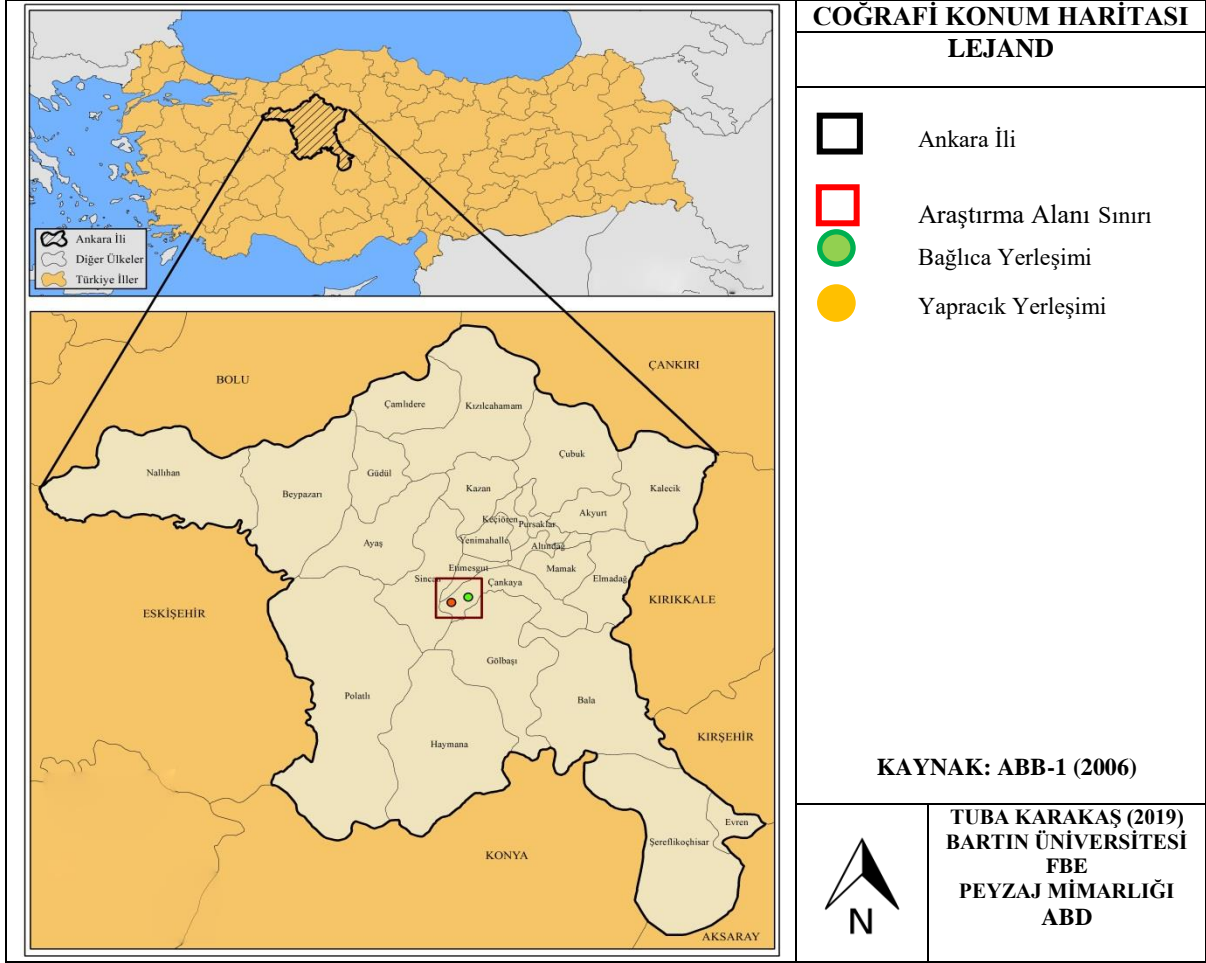 COĞRAFİ KONUM HARİTASI
LEJAND
Ankara İli
Araştırma Alanı Sınırı
Bağlıca Yerleşimi
Yapracık Yerleşimi
Ankara İli
Diğer Ülkeler
Türkiye İller
BOLU
ÇANKIRI
Çamlıdere
Kızılcahamam
Çubuk
Nallıhan
Beypazarı
Güdül
Kazan
Kalecik
Akyurt
Keçiören
Pursaklar
Ayaş
Yenimahalle
Altındağ
Etimesgut
Mamak
Sincan
Çankaya
Elmadağ
ESKİŞEHİR
KIRIKKALE
Gölbaşı
Polatlı
Bala
Haymana
KIRŞEHİR
Evren
Şereflikoçhisar
KONYA
AKSARAY
KAYNAK: ABB-1 (2006)
N
TUBA KARAKAŞ (2019)
BARTIN ÜNİVERSİTESİ
FBE
PEYZAJ MİMARLIĞI
ABD